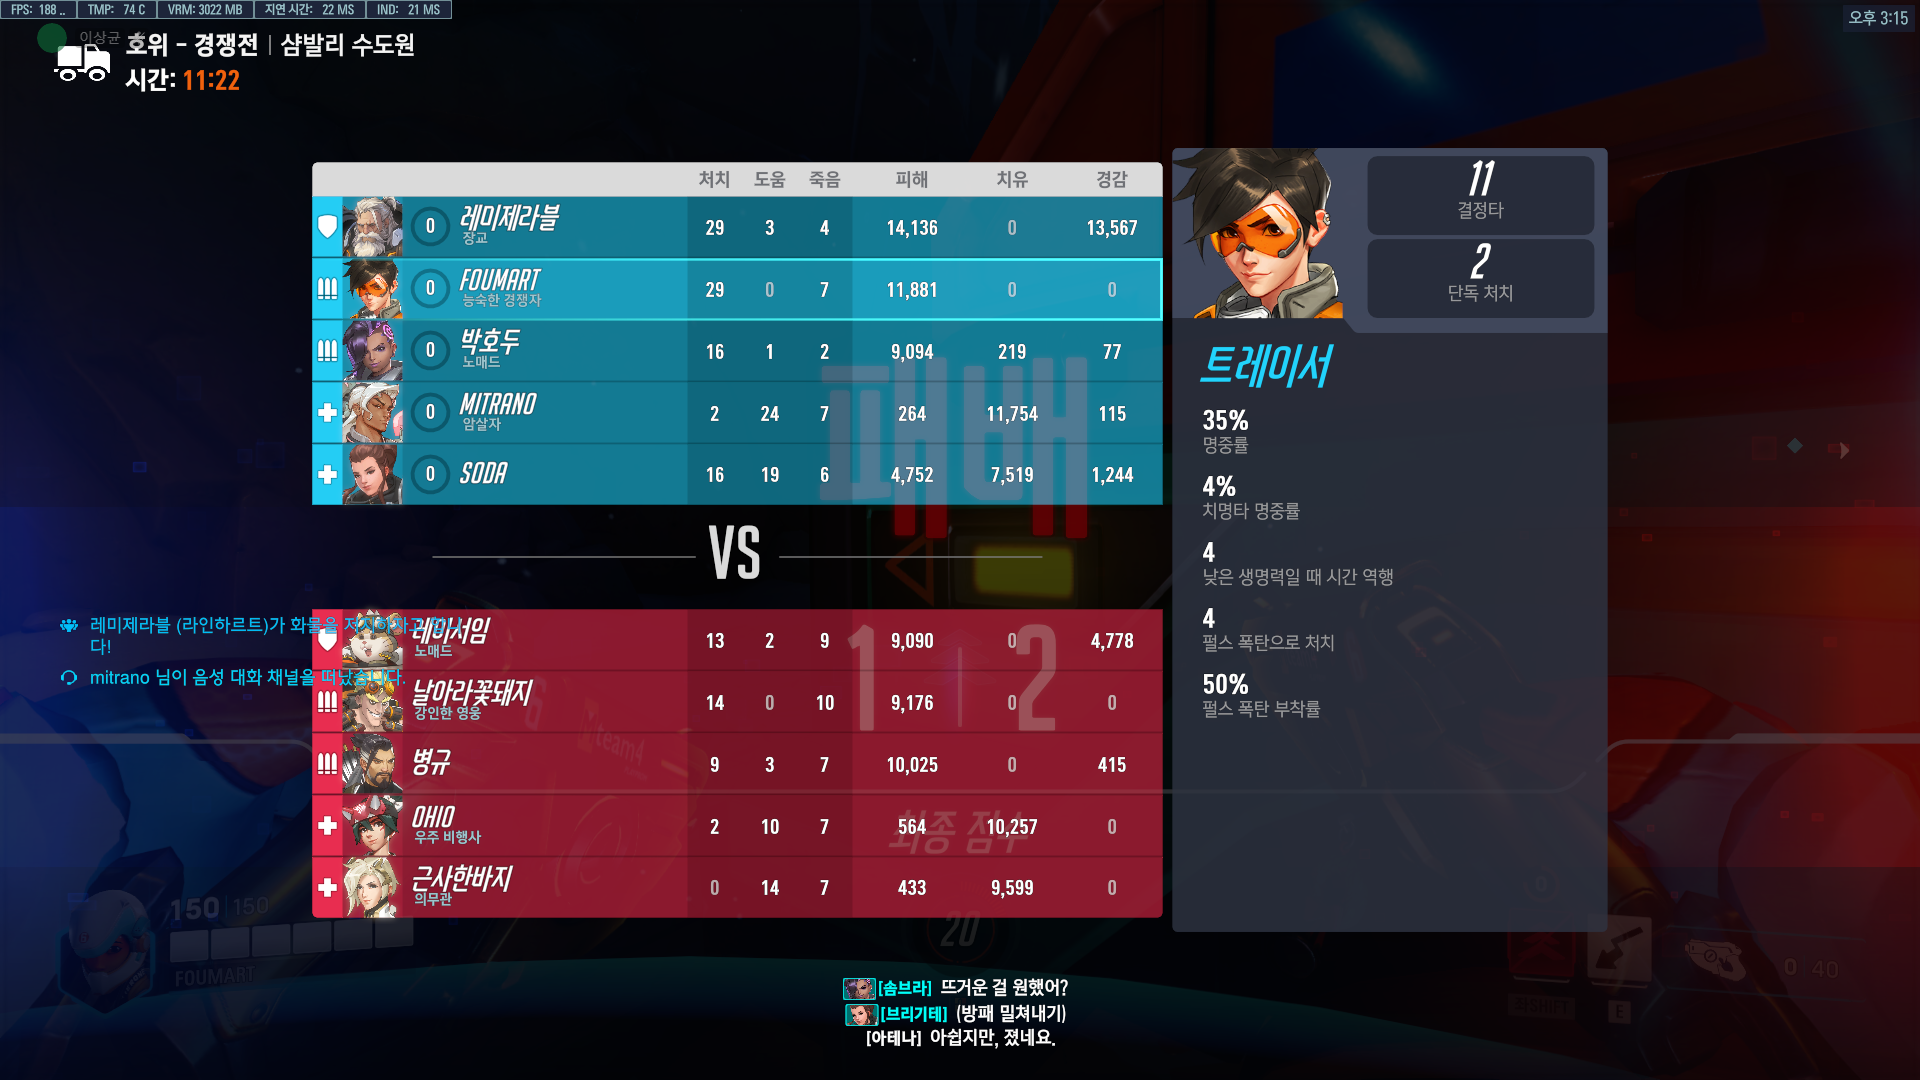 FPS: 188 ..
TMP: 74 C
VRM: 3022 MB
지연 시간: 22 MS
IND: 21 MS
오후 3:15
이상균
호위 - 경쟁전 | 샴발리 수도원
시간: 11:22
처치 도움 죽음 피해 치유 경감
0 레미제라블 29 3 4 14,136 0 13,567
장교
0 FOUMART 29 0 7 11,881 0 0
능숙한 경쟁자
0 박호두 16 1 2 9,094 219 77
노매드
0 MITRANO 2 24 7 264 11,754 115
암살자
0 SODA 16 19 6 4,752 7,519 1,244
패배
VS
레이서임 13 2 9 9,090 0 4,778
노매드
날아라꽃돼지 14 0 10 9,176 0 0
강인한 영웅
병규 9 3 7 10,025 0 415
OHIO 2 10 7 564 10,257 0
우주 비행사
근사한바지 0 14 7 433 9,599 0
의무관
1 | 2
최종 점수
레미제라블 (라인하르트)가 화물을 저지하자고 합니
다!
mitrano 님이 음성 대화 채널을 떠났습니다.
11
결정타
2
단독 처치
트레이서
35%
명중률
4%
치명타 명중률
4
낮은 생명력일 때 시간 역행
4
펄스 폭탄으로 처치
50%
펄스 폭탄 부착률
150 | 150
FOUMART
20
0 40
E
[솜브라] 뜨거운 걸 원했어?
[브리기테] (방패 밀쳐내기)
[아테나] 아쉽지만, 졌네요.